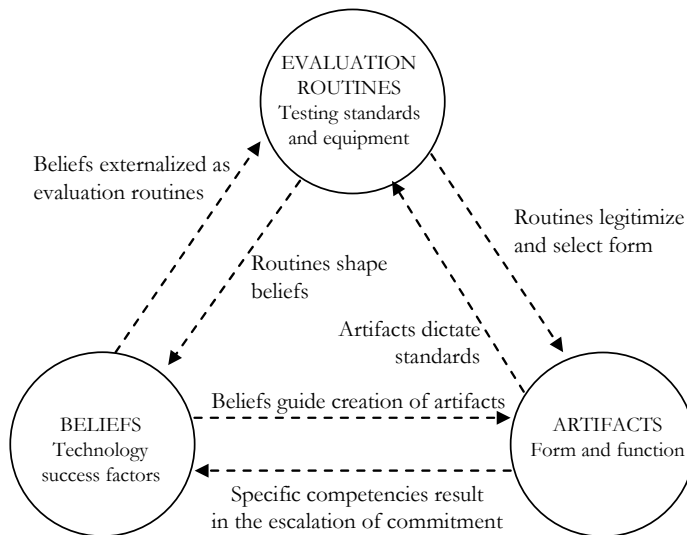 EVALUATION
ROUTINES
Testing standards
and equipment
Beliefs externalized as
evaluation routines
Routines legitimize
and select form
Routines shape
beliefs
Artifacts dictate
standards
BELIEFS
Technology
success factors
Beliefs guide creation of artifacts
ARTIFACTS
Form and function
Specific competencies result
in the escalation of commitment